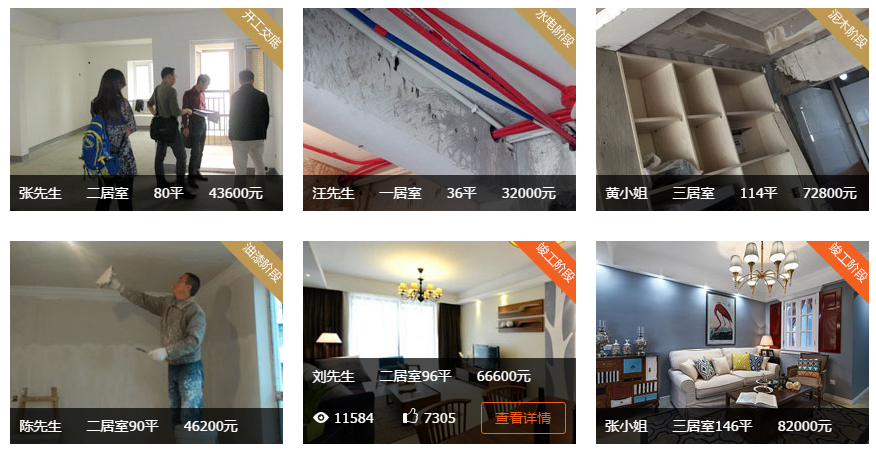 开工交底
张先生 二居室 80平 43600元
水电阶段
汪先生 一居室 36平 32000元
泥木阶段
黄小姐 三居室 114平 72800元
油漆阶段
陈先生 二居室90平 46200元
竣工阶段
刘先生 二居室96平 66600元
11584 7305 查看详情
竣工阶段
张小姐 三居室146平 82000元